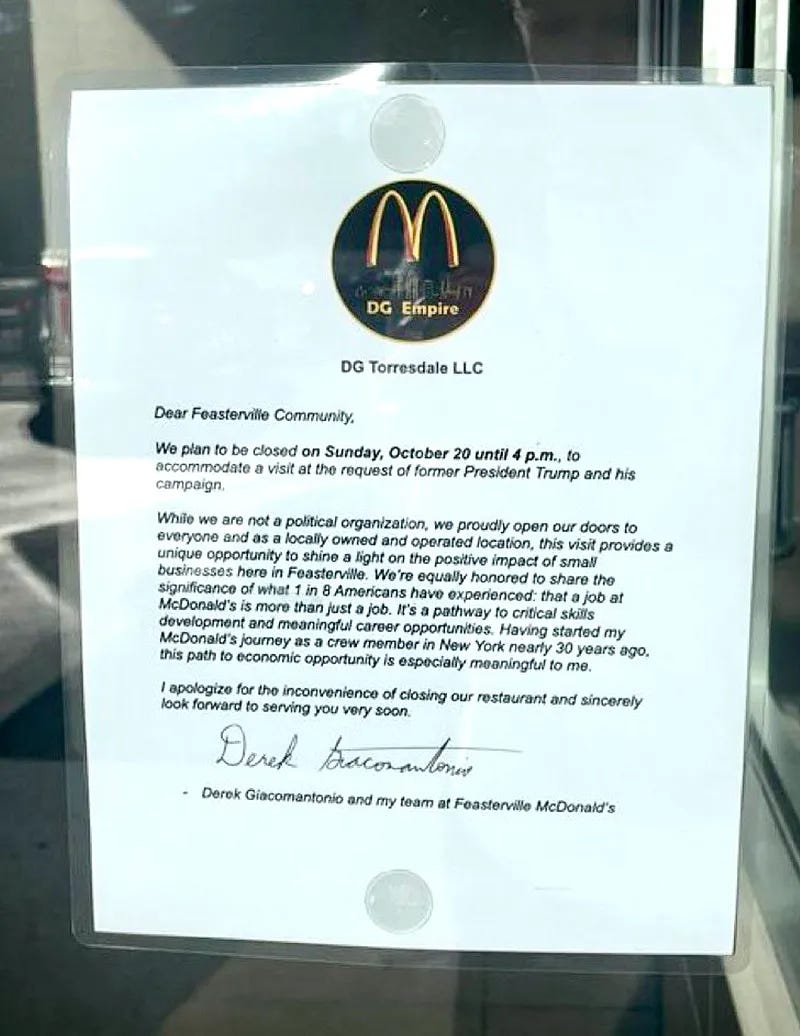 DG Empire
DG Torresdale LLC
Dear Feasterville Community,
We plan to be closed on Sunday, October 20 until 4 p.m., to
accommodate a visit at the request of former President Trump and his
campaign.
While we are not a political organization, we proudly open our doors to
everyone and as a locally owned and operated location, this visit provides a
unique opportunity to shine a light on the positive impact of small
businesses here in Feasterville. We're equally honored to share the
significance of what 1 in 8 Americans have experienced: that a job at
McDonald's is more than just a job. It's a pathway to critical skills
development and meaningful career opportunities. Having started my
McDonald's journey as a crew member in New York nearly 30 years ago,
this path to economic opportunity is especially meaningful to me.
I apologize for the inconvenience of closing our restaurant and sincerely
look forward to serving you very soon.
Derek Giacomantonio
- Derek Giacomantonio and my team at Feasterville McDonald's